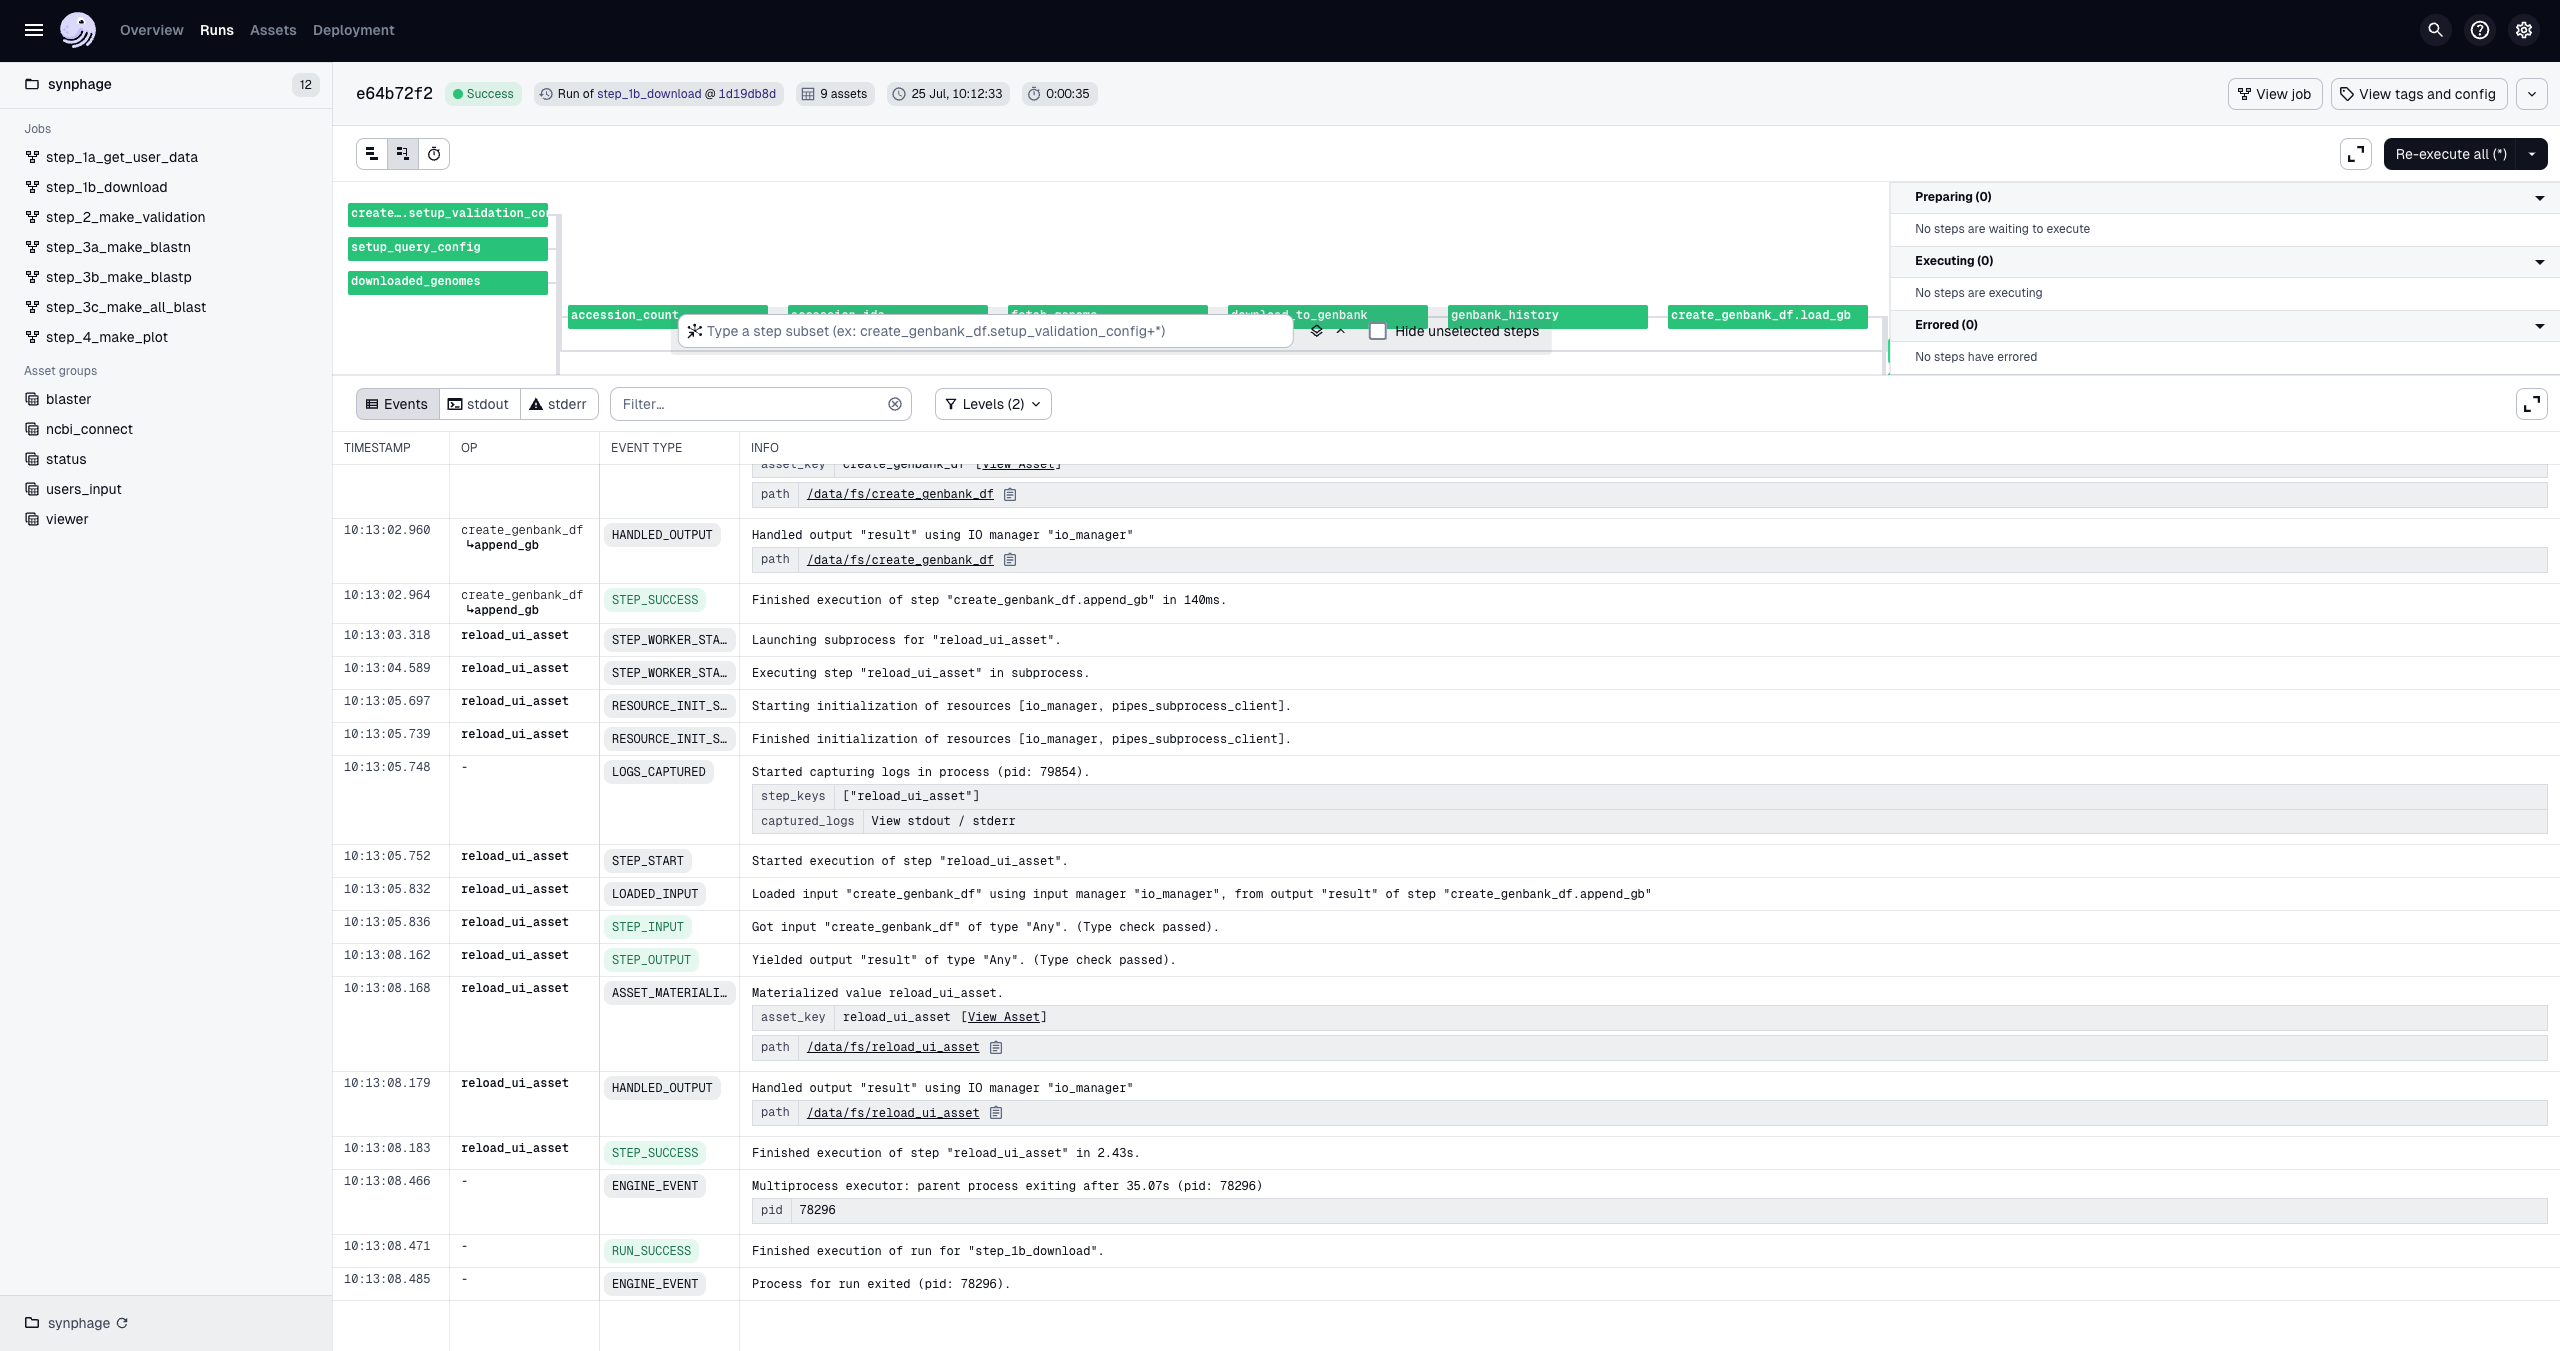 Overview Runs Assets Deployment
synphage 12
Jobs
step_1a_get_user_data
step_1b_download
step_2_make_validation
step_3a_make_blastn
step_3b_make_blastp
step_3c_make_all_blast
step_4_make_plot
Asset groups
blaster
ncbi_connect
status
users_input
viewer
synphage
e64b72f2 Success Run of step_1b_download @ 1d19db8d 9 assets 25 Jul, 10:12:33 0:00:35 View job View tags and config
Re-execute all (*)
create….setup_validation_co
setup_query_config
downloaded_genomes
accession_count accession_ids fetch_genome download_to_genbank genbank_history create_genbank_df.load_gb
Type a step subset (ex: create_genbank_df.setup_validation_config+*) Hide unselected steps
Preparing (0)
No steps are waiting to execute
Executing (0)
No steps are executing
Errored (0)
No steps have errored
Events stdout stderr Filter… Levels (2)
TIMESTAMP OP EVENT TYPE INFO
asset_key create_genbank_df [View Asset]
path /data/fs/create_genbank_df
10:13:02.960 create_genbank_df HANDLED_OUTPUT Handled output "result" using IO manager "io_manager"
↳append_gb
path /data/fs/create_genbank_df
10:13:02.964 create_genbank_df STEP_SUCCESS Finished execution of step "create_genbank_df.append_gb" in 140ms.
↳append_gb
10:13:03.318 reload_ui_asset STEP_WORKER_STA… Launching subprocess for "reload_ui_asset".
10:13:04.589 reload_ui_asset STEP_WORKER_STA… Executing step "reload_ui_asset" in subprocess.
10:13:05.697 reload_ui_asset RESOURCE_INIT_S… Starting initialization of resources [io_manager, pipes_subprocess_client].
10:13:05.739 reload_ui_asset RESOURCE_INIT_S… Finished initialization of resources [io_manager, pipes_subprocess_client].
10:13:05.748 - LOGS_CAPTURED Started capturing logs in process (pid: 79854).
step_keys ["reload_ui_asset"]
captured_logs View stdout / stderr
10:13:05.752 reload_ui_asset STEP_START Started execution of step "reload_ui_asset".
10:13:05.832 reload_ui_asset LOADED_INPUT Loaded input "create_genbank_df" using input manager "io_manager", from output "result" of step "create_genbank_df.append_gb"
10:13:05.836 reload_ui_asset STEP_INPUT Got input "create_genbank_df" of type "Any". (Type check passed).
10:13:08.162 reload_ui_asset STEP_OUTPUT Yielded output "result" of type "Any". (Type check passed).
10:13:08.168 reload_ui_asset ASSET_MATERIALI… Materialized value reload_ui_asset.
asset_key reload_ui_asset [View Asset]
path /data/fs/reload_ui_asset
10:13:08.179 reload_ui_asset HANDLED_OUTPUT Handled output "result" using IO manager "io_manager"
path /data/fs/reload_ui_asset
10:13:08.183 reload_ui_asset STEP_SUCCESS Finished execution of step "reload_ui_asset" in 2.43s.
10:13:08.466 - ENGINE_EVENT Multiprocess executor: parent process exiting after 35.07s (pid: 78296)
pid 78296
10:13:08.471 - RUN_SUCCESS Finished execution of run for "step_1b_download".
10:13:08.485 - ENGINE_EVENT Process for run exited (pid: 78296).